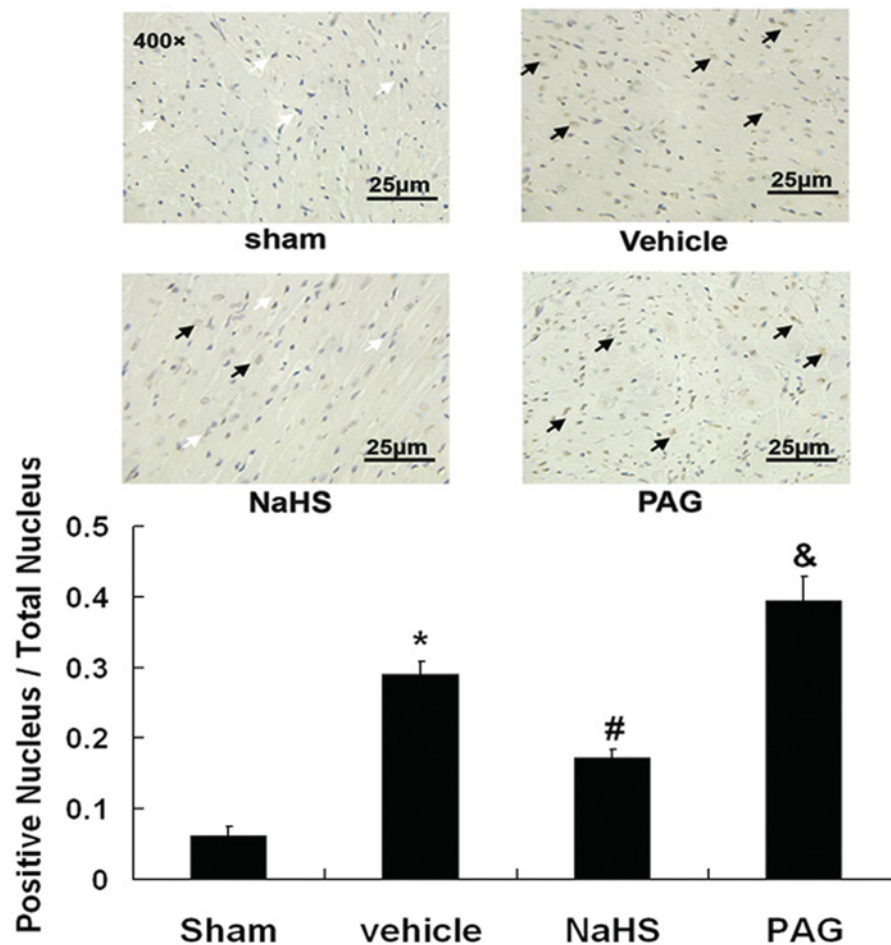 400×
25µm
25µm
sham
Vehicle
25µm
25µm
NaHS
PAG
Positive Nucleus / Total Nucleus
0.5
0.4
0.3
0.2
0.1
0
*
#
&
Sham
vehicle
NaHS
PAG